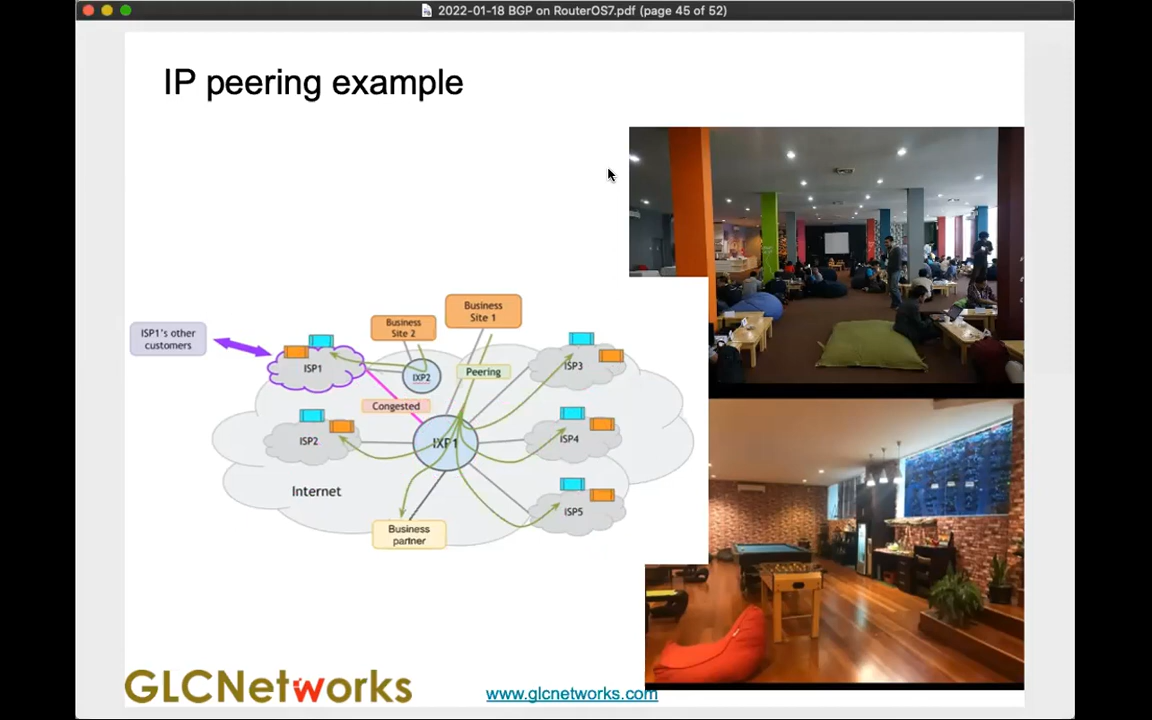 2022-01-18 BGP on RouterOS7.pdf (page 45 of 52)
IP peering example
ISP1's other
customers
Business
Site 2
Business
Site 1
ISP1
IXP2
Peering
ISP3
Congested
ISP2
IXP1
ISP4
Internet
ISP5
Business
partner
GLCNetworks
www.glcnetworks.com